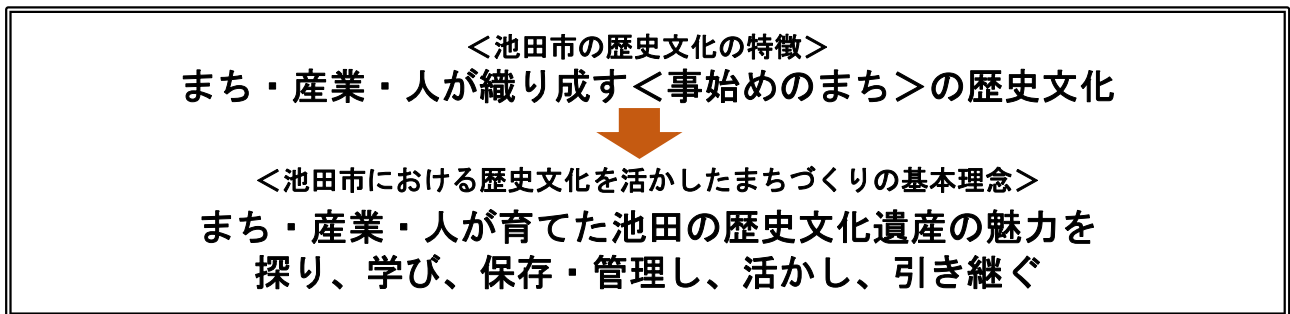 ＜池田市の歴史文化の特徴＞
まち・産業・人が織り成す＜事始めのまち＞の歴史文化
＜池田市における歴史文化を活かしたまちづくりの基本理念＞
まち・産業・人が育てた池田の歴史文化遺産の魅力を
探り、学び、保存・管理し、活かし、引き継ぐ